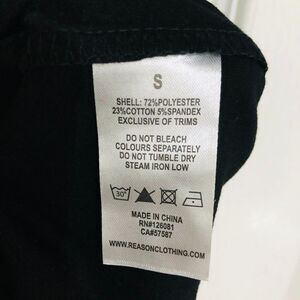 S
SHELL: 72%POLYESTER
23%COTTON 5%SPANDEX
EXCLUSIVE OF TRIMS
DO NOT BLEACH
COLOURS SEPARATELY
DO NOT TUMBLE DRY
STEAM IRON LOW
30°
MADE IN CHINA
RN#126081
CA#57587
WWW.REASONCLOTHING.COM